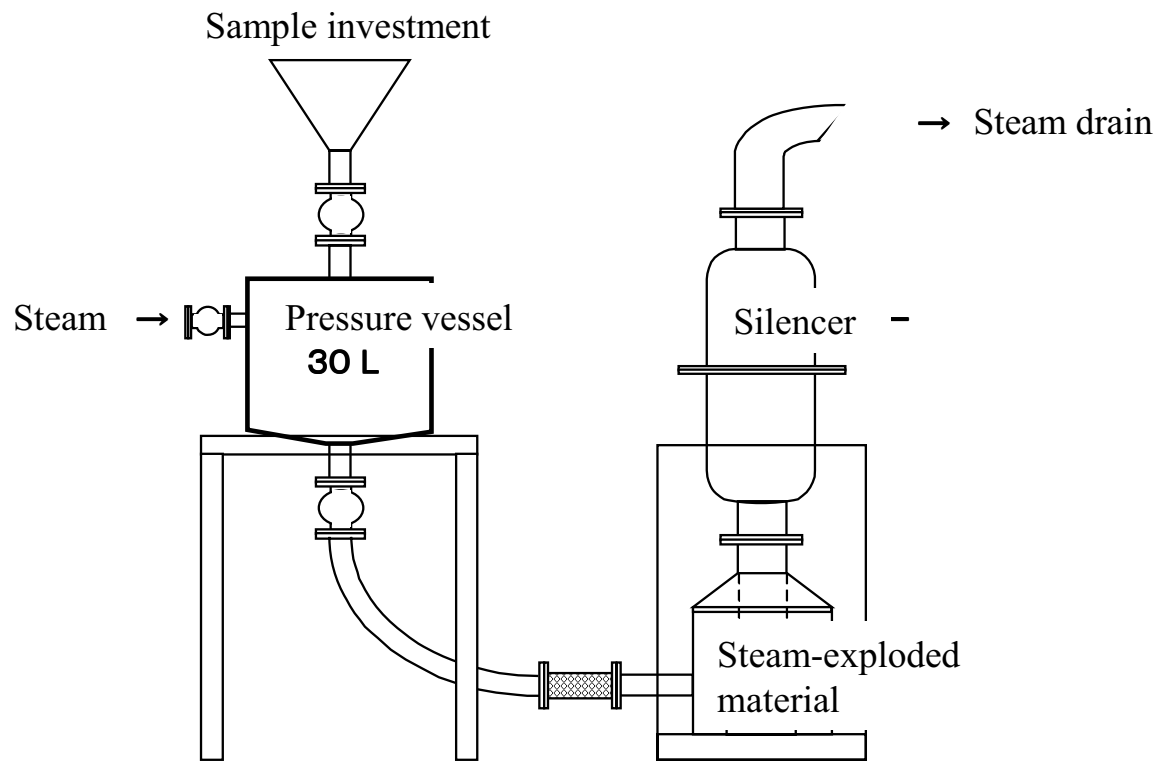 Sample investment
→ Steam drain
Steam →
Pressure vessel
30 L
Silencer
Steam-exploded
material